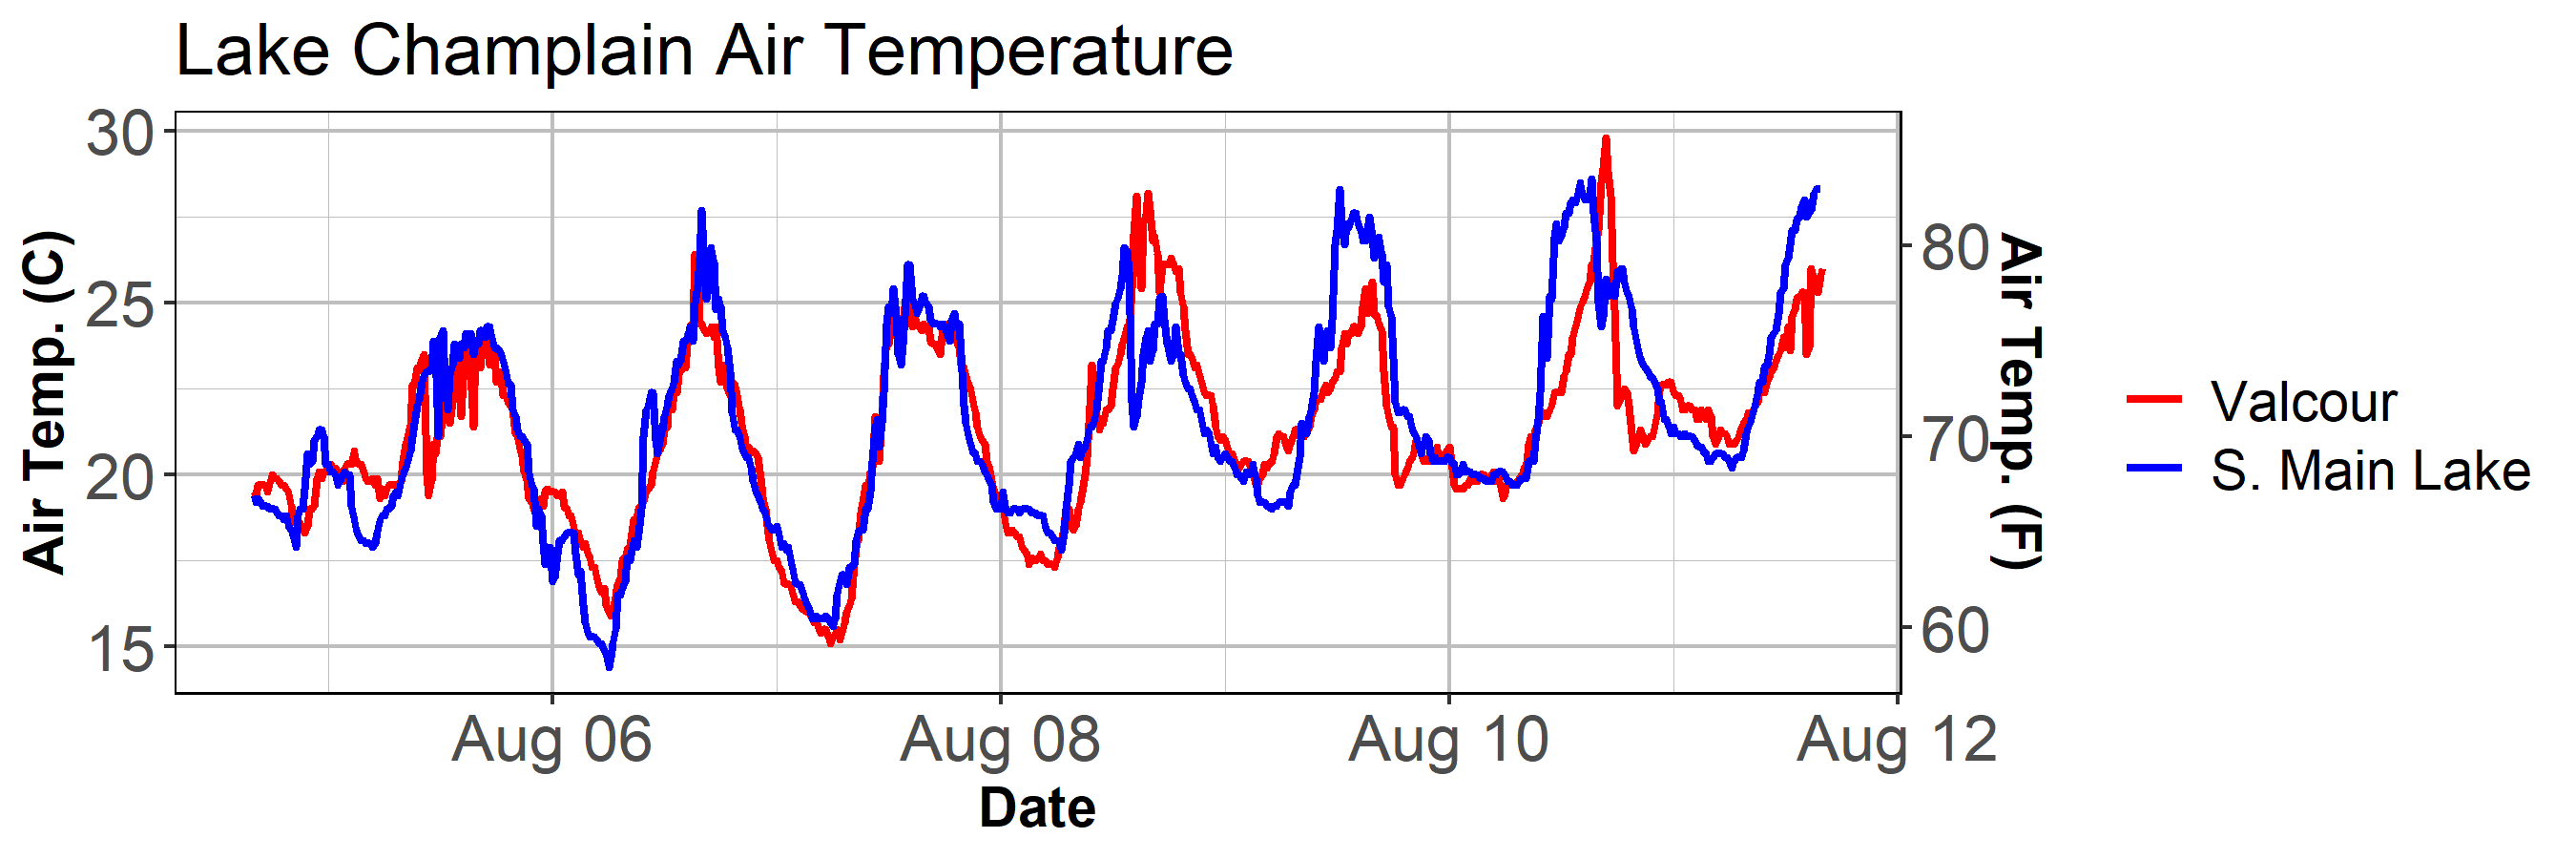 Lake Champlain Air Temperature
30
25
20
15
Air Temp. (C)
80
70
60
Air Temp. (F)
Aug 06
Aug 08
Aug 10
Aug 12
Date
Valcour
S. Main Lake